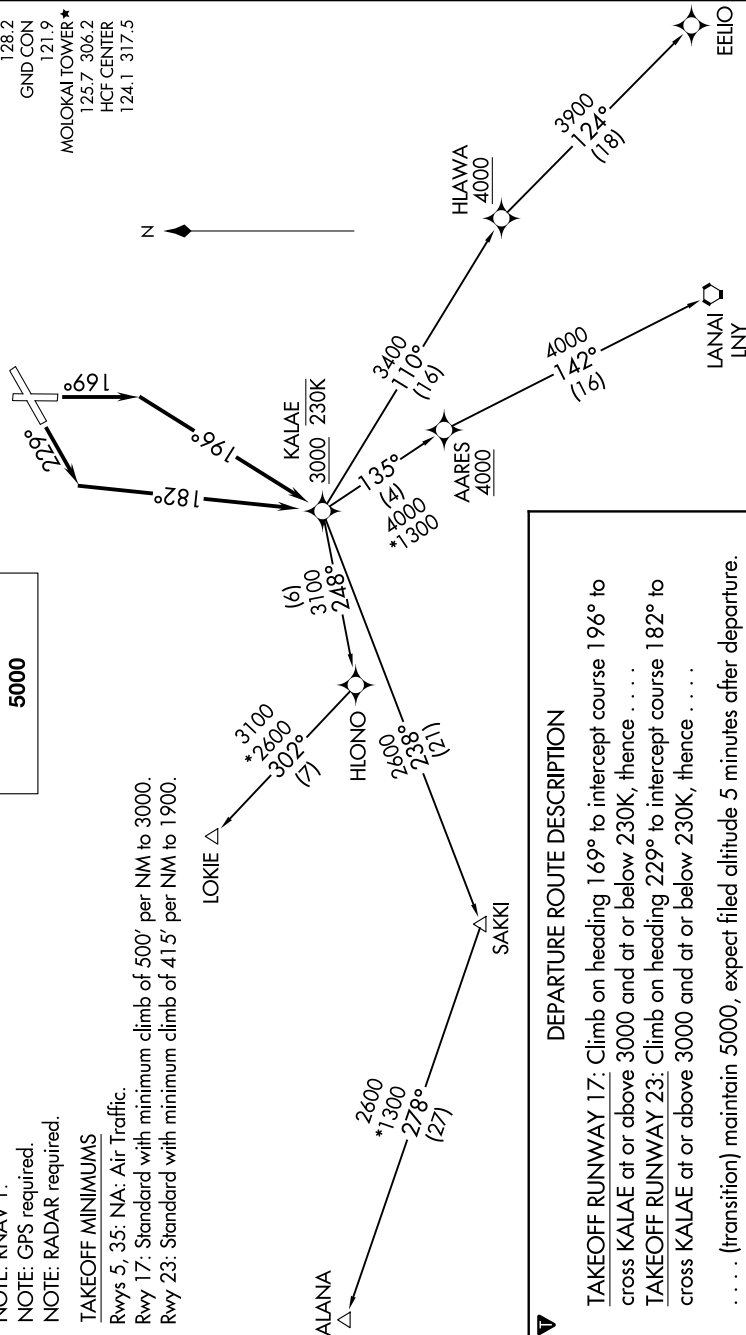 128.2
GND CON
121.9
MOLOKAI TOWER★
125.7 306.2
HCF CENTER
124.1 317.5
NOTE: RNAV 1.
NOTE: GPS required.
NOTE: RADAR required.
TAKEOFF MINIMUMS
Rwys 5, 35: NA: Air Traffic.
Rwy 17: Standard with minimum climb of 500' per NM to 3000.
Rwy 23: Standard with minimum climb of 415' per NM to 1900.
5000
N
169°
229°
196°
182°
KALAE
3000 230K
EELIO
3900
124°
(18)
HLAWA
4000
3400
110°
(16)
4000
142°
(16)
LANAI
LNY
135°
(4)
4000
*1300
AARES
4000
(6)
3100
248°
HLONO
3100
*2600
302°
(7)
LOKIE
2600
238°
(21)
SAKKI
2600
*1300
278°
(27)
ALANA
DEPARTURE ROUTE DESCRIPTION
T
TAKEOFF RUNWAY 17: Climb on heading 169° to intercept course 196° to
cross KALAE at or above 3000 and at or below 230K, thence . . . .
TAKEOFF RUNWAY 23: Climb on heading 229° to intercept course 182° to
cross KALAE at or above 3000 and at or below 230K, thence . . . .
. . . . (transition) maintain 5000, expect filed altitude 5 minutes after departure.